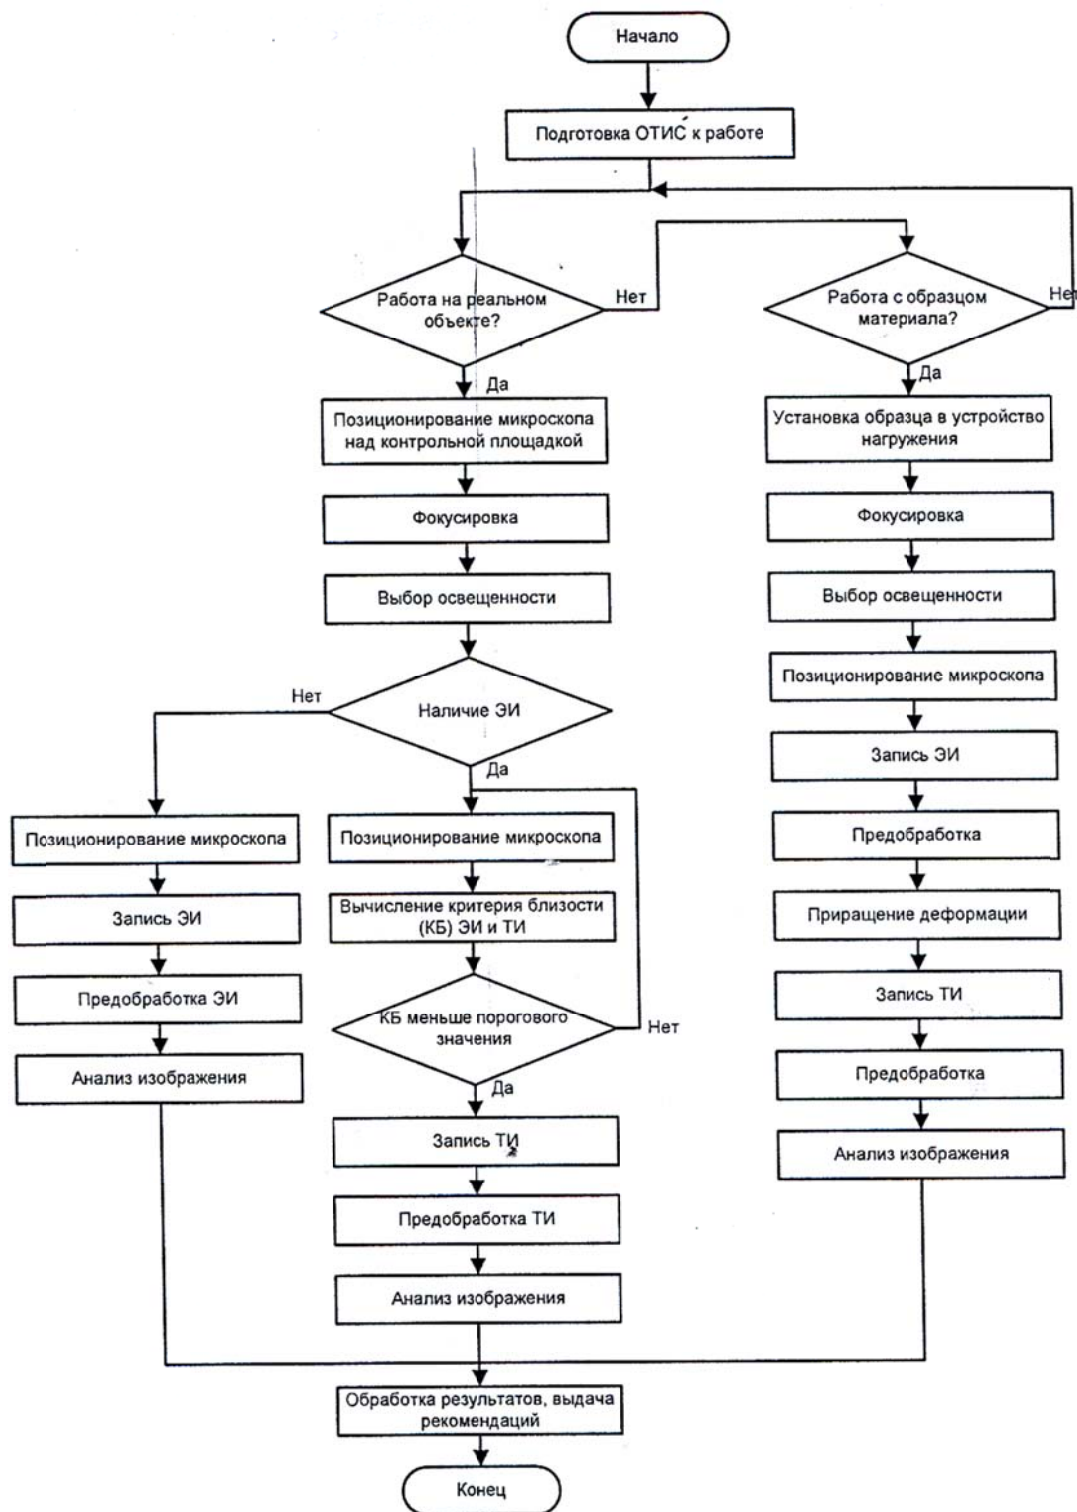 Начало
Подготовка ОТИС к работе
Работа на реальном
объекте?
Нет
Да
Работа с образцом
материала?
Нет
Да
Позиционирование микроскопа
над контрольной площадкой
Фокусировка
Выбор освещенности
Наличие ЭИ
Нет
Да
Позиционирование микроскопа
Запись ЭИ
Предобработка ЭИ
Анализ изображения
Позиционирование микроскопа
Вычисление критерия близости
(КБ) ЭИ и ТИ
КБ меньше порогового
значения
Нет
Да
Запись ТИ
Предобработка ТИ
Анализ изображения
Установка образца в устройство
нагружения
Фокусировка
Выбор освещенности
Позиционирование микроскопа
Запись ЭИ
Предобработка
Приращение деформации
Запись ТИ
Предобработка
Анализ изображения
Обработка результатов, выдача
рекомендаций
Конец